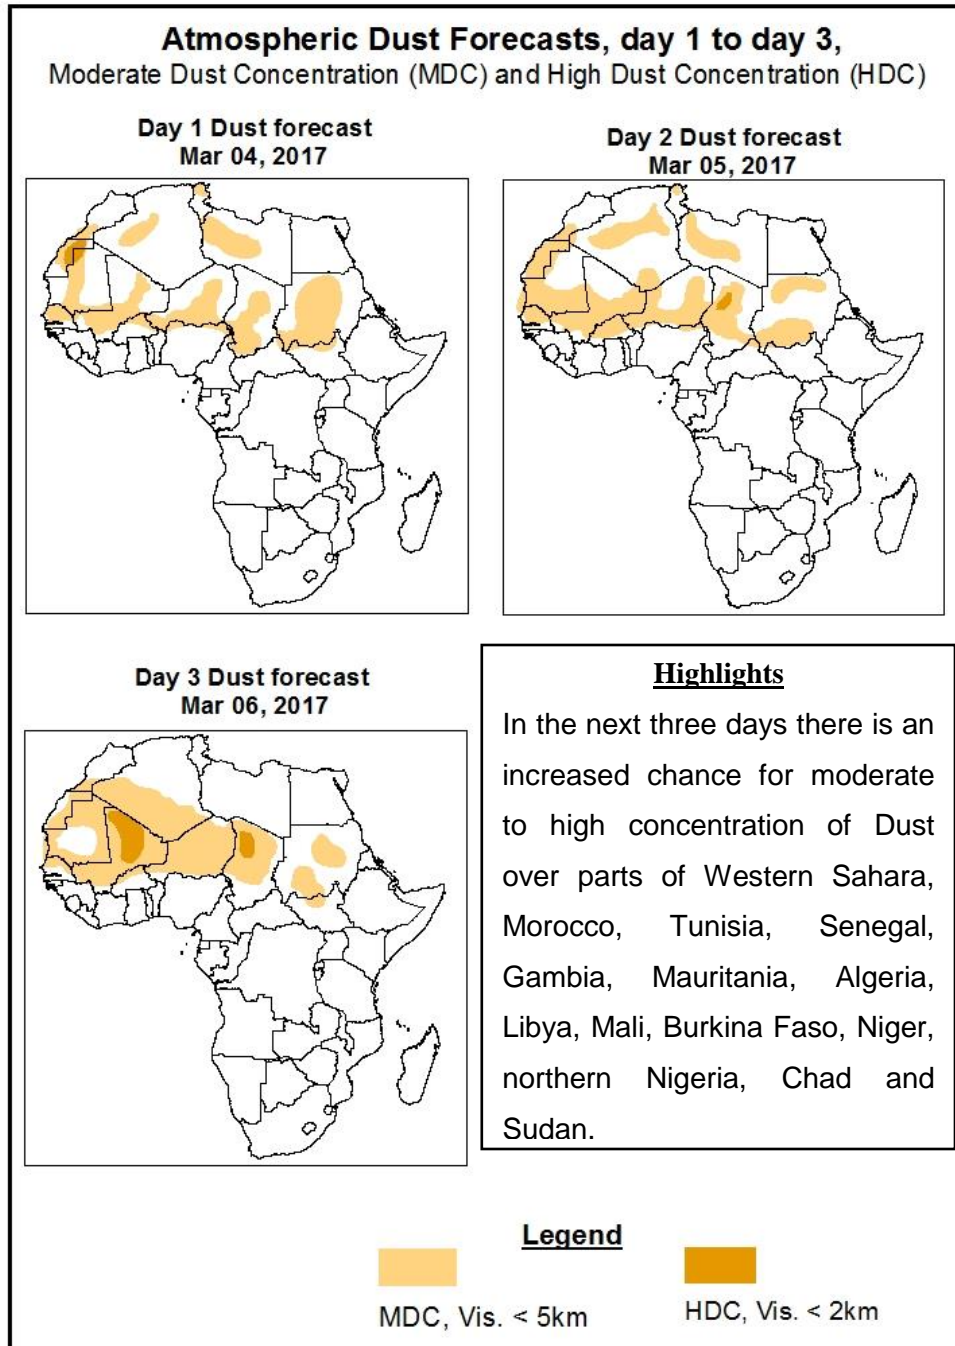 Atmospheric Dust Forecasts, day 1 to day 3,
Moderate Dust Concentration (MDC) and High Dust Concentration (HDC)
Day 1 Dust forecast
Mar 04, 2017
Day 2 Dust forecast
Mar 05, 2017
Day 3 Dust forecast
Mar 06, 2017
Highlights
In the next three days there is an
increased chance for moderate
to high concentration of Dust
over parts of Western Sahara,
Morocco, Tunisia, Senegal,
Gambia, Mauritania, Algeria,
Libya, Mali, Burkina Faso, Niger,
northern Nigeria, Chad and
Sudan.
Legend
MDC, Vis. < 5km
HDC, Vis. < 2km